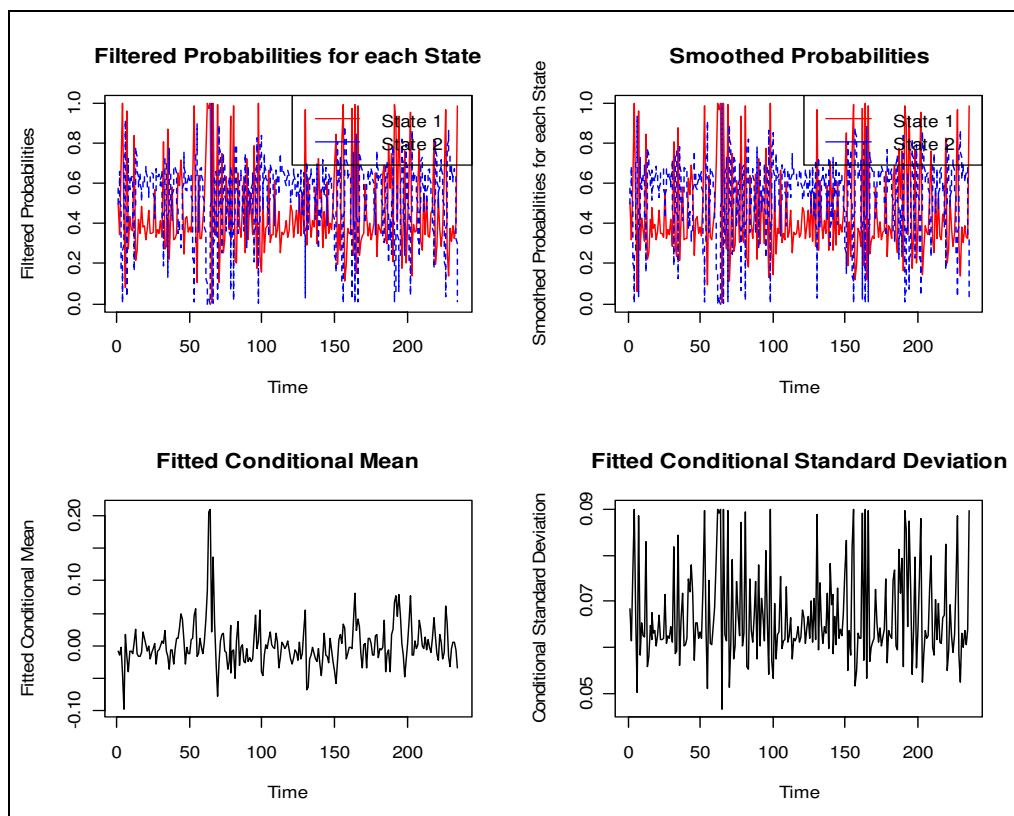 Filtered Probabilities for each State
Filtered Probabilities
1.0
0.8
0.6
0.4
0.2
0.0
State 1
State 2
0 50 100 150 200
Time
Smoothed Probabilities
Smoothed Probabilities for each State
1.0
0.8
0.6
0.4
0.2
0.0
State 1
State 2
0 50 100 150 200
Time
Fitted Conditional Mean
Fitted Conditional Mean
0.20
0.10
0.00
-0.10
0 50 100 150 200
Time
Fitted Conditional Standard Deviation
Conditional Standard Deviation
0.09
0.07
0.05
0 50 100 150 200
Time